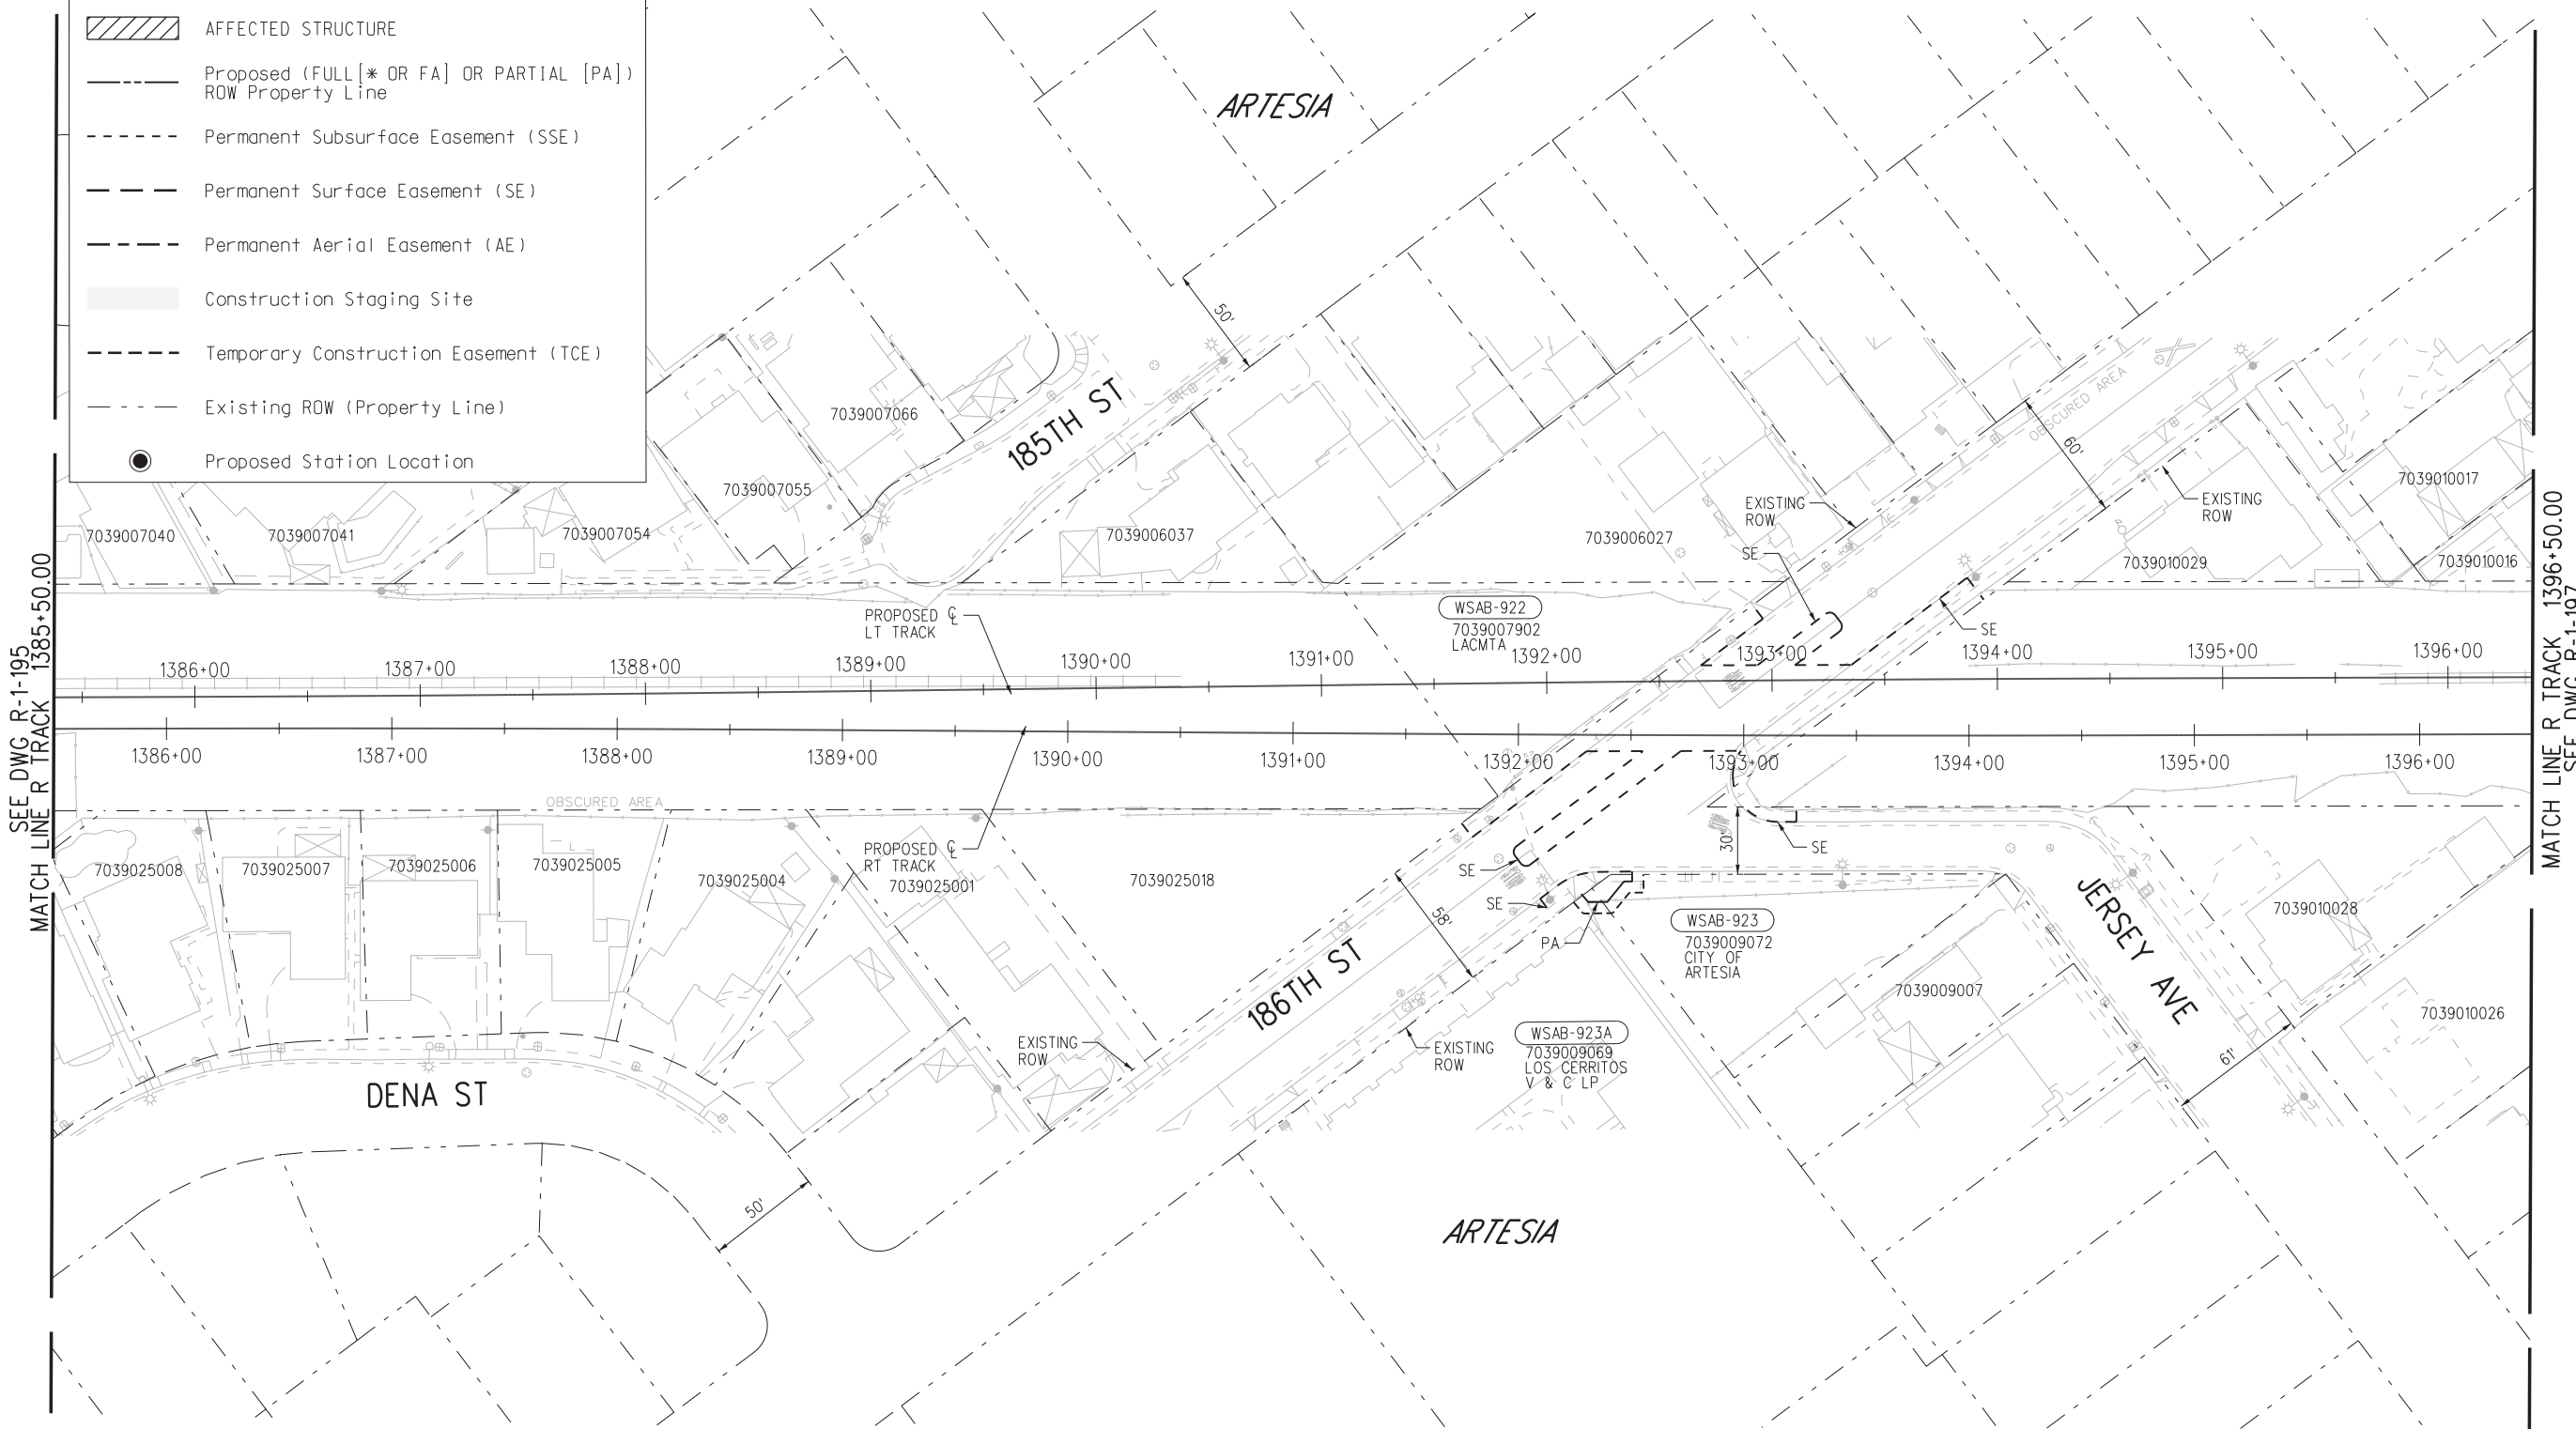 AFFECTED STRUCTURE
Proposed (FULL[* OR FA] OR PARTIAL [PA])
ROW Property Line
Permanent Subsurface Easement (SSE)
Permanent Surface Easement (SE)
Permanent Aerial Easement (AE)
Construction Staging Site
Temporary Construction Easement (TCE)
Existing ROW (Property Line)
Proposed Station Location
ARTESIA
50'
185TH ST
7039007066
7039007055
7039007054
7039007041
7039007040
7039006037
7039006027
OBSCURED AREA
60'
EXISTING
ROW
SE
EXISTING
ROW
7039010017
7039010029
7039010016
SE
WSAB-922
7039007902
LACMTA
PROPOSED ℄
LT TRACK
SEE DWG R-1-195
MATCH LINE R TRACK 1385+50.00
MATCH LINE R TRACK 1396+50.00
SEE DWG R-1-197
1386+00
1387+00
1388+00
1389+00
1390+00
1391+00
1392+00
1393+00
1394+00
1395+00
1396+00
1386+00
1387+00
1388+00
1389+00
1390+00
1391+00
1392+00
1393+00
1394+00
1395+00
1396+00
OBSCURED AREA
PROPOSED ℄
RT TRACK
7039025008
7039025007
7039025006
7039025005
7039025004
7039025001
7039025018
SE
SE
PA
30'
SE
58'
WSAB-923
7039009072
CITY OF
ARTESIA
JERSEY AVE
7039010028
7039010026
7039009007
61'
186TH ST
EXISTING
ROW
EXISTING
ROW
WSAB-923A
7039009069
LOS CERRITOS
V & C LP
DENA ST
50'
ARTESIA